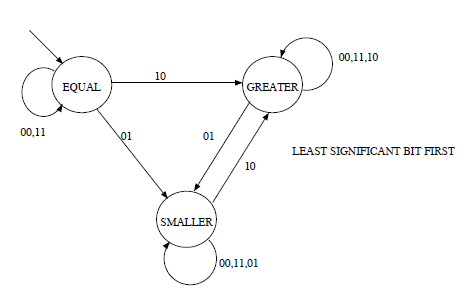 00,11,10
10
EQUAL
GREATER
00,11
01
01
LEAST SIGNIFICANT BIT FIRST
10
SMALLER
00,11,01